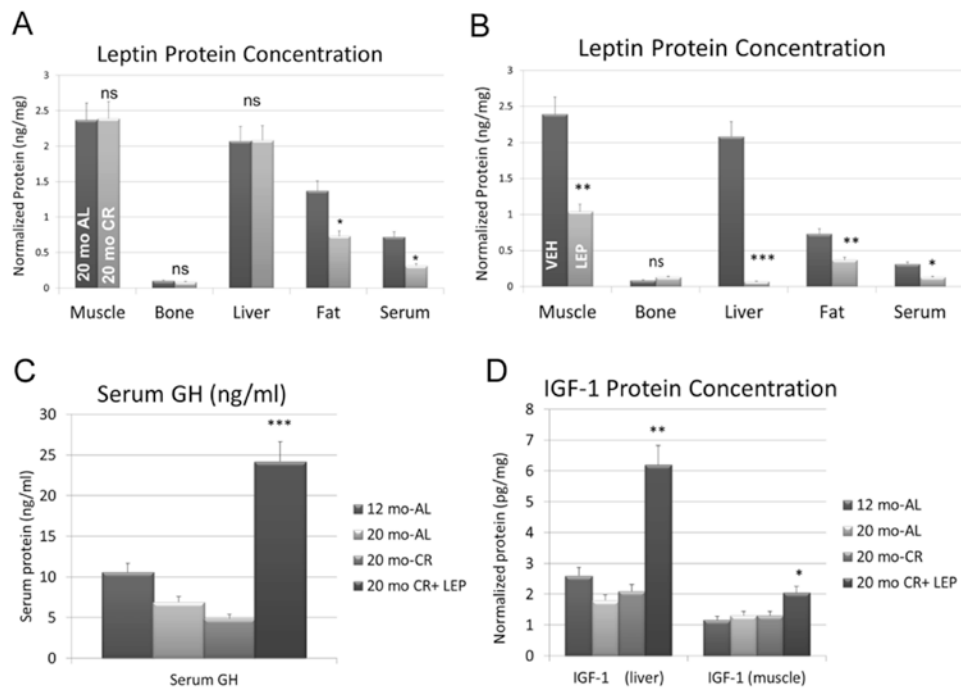 A
Leptin Protein Concentration
Normalized Protein (ng/mg)
3
2.5
2
1.5
1
0.5
0
ns
ns
ns
*
*
20 mo AL
20 mo CR
Muscle Bone Liver Fat Serum
B
Leptin Protein Concentration
Normalized Protein (ng/mg)
3
2.5
2
1.5
1
0.5
0
**
ns
***
**
*
VEH
LEP
Muscle Bone Liver Fat Serum
C
Serum GH (ng/ml)
Serum protein (ng/ml)
30
25
20
15
10
5
0
***
Serum GH
12 mo-AL
20 mo-AL
20 mo-CR
20 mo CR+ LEP
D
IGF-1 Protein Concentration
Normalized protein (pg/mg)
8
7
6
5
4
3
2
1
0
**
*
IGF-1 (liver) IGF-1 (muscle)
12 mo-AL
20 mo-AL
20 mo-CR
20 mo CR+ LEP